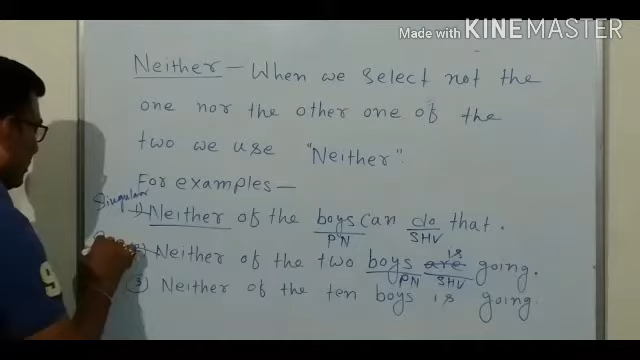 Made with KINEMASTER
Neither — When we select not the
one nor the other one of the
two we use "Neither".
For examples —
Singular
1) Neither of the boys can do that.
PN SHV
2) Neither of the two boys are is going.
PN SHV
3) Neither of the ten boys is going